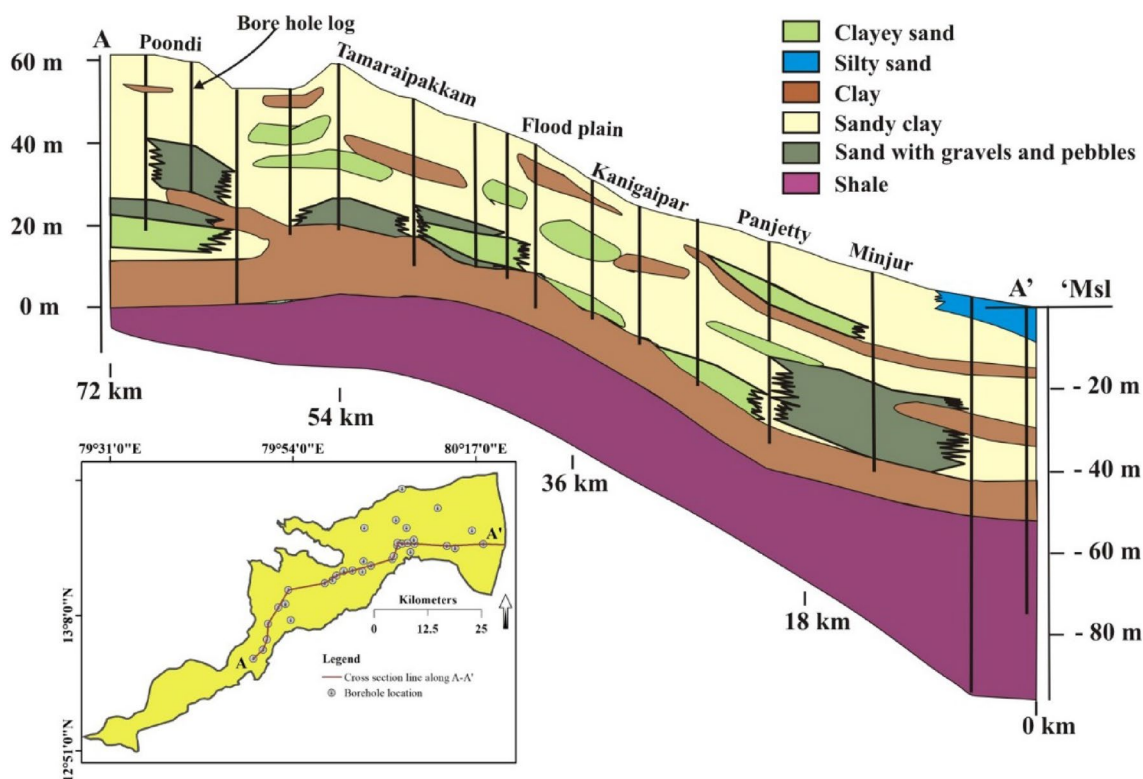 Bore hole log
A
Poondi
Tamaraipakkam
Flood plain
Kanigaipar
Panjetty
Minjur
A'
'Msl
Clayey sand
Silty sand
Clay
Sandy clay
Sand with gravels and pebbles
Shale
60 m
40 m
20 m
0 m
- 20 m
- 40 m
- 60 m
- 80 m
72 km
54 km
36 km
18 km
0 km
79°31'0"E
79°54'0"E
80°17'0"E
13°8'0"N
12°51'0"N
A
A'
Kilometers
0 12.5 25
Legend
Cross section line along A-A'
Borehole location